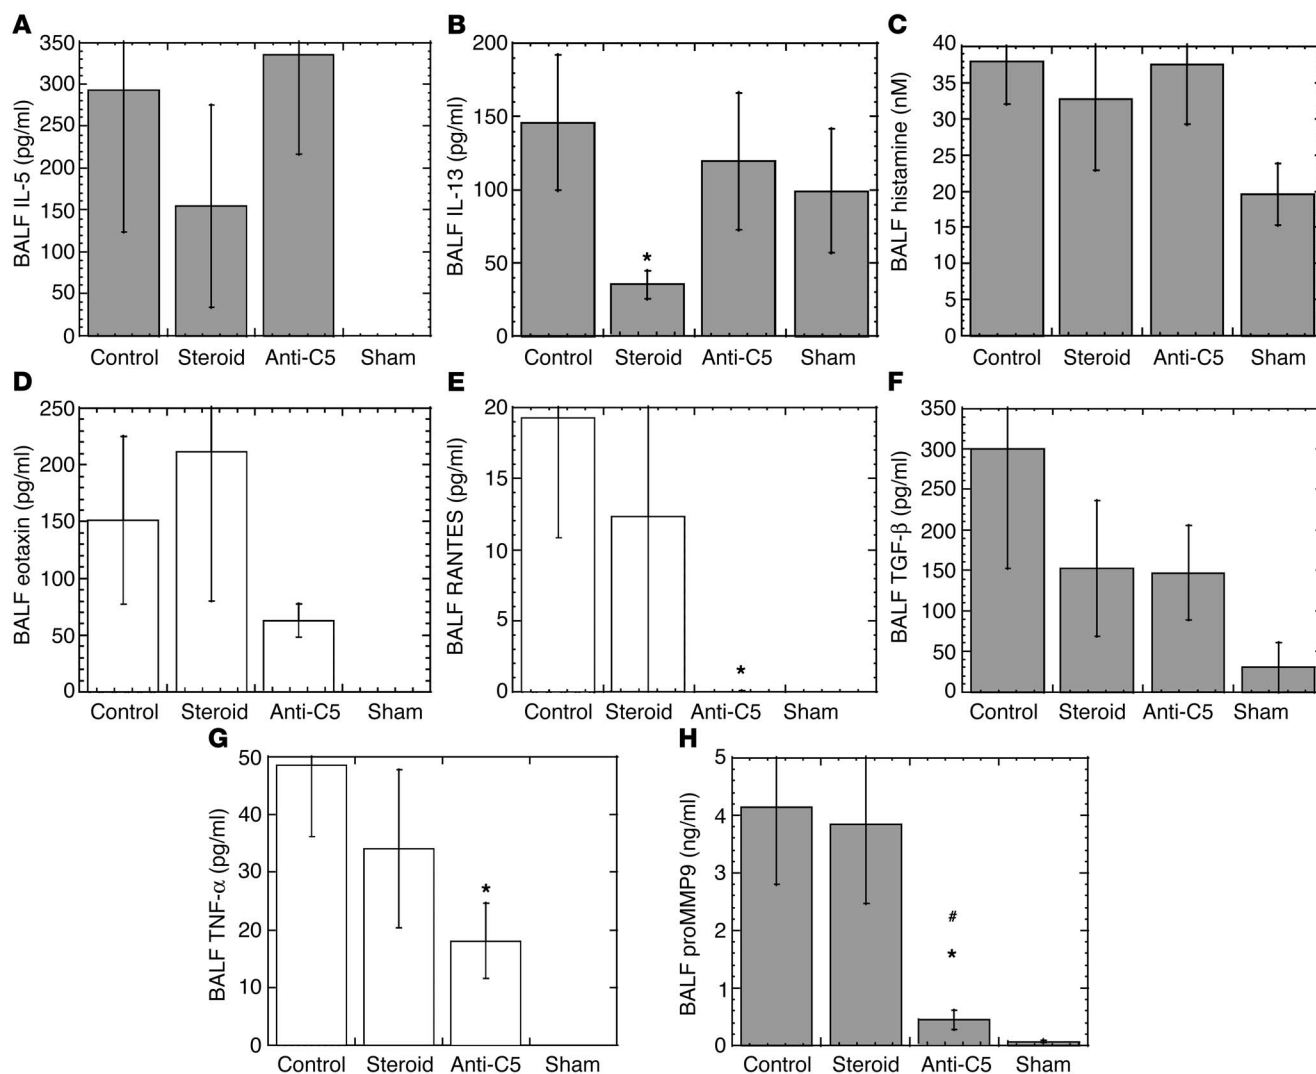 A
BALF IL-5 (pg/ml)
350
300
250
200
150
100
50
0
Control Steroid Anti-C5 Sham
B
BALF IL-13 (pg/ml)
200
150
100
50
0
*
Control Steroid Anti-C5 Sham
C
BALF histamine (nM)
40
35
30
25
20
15
10
5
0
Control Steroid Anti-C5 Sham
D
BALF eotaxin (pg/ml)
250
200
150
100
50
0
Control Steroid Anti-C5 Sham
E
BALF RANTES (pg/ml)
20
15
10
5
0
*
Control Steroid Anti-C5 Sham
F
BALF TGF-β (pg/ml)
350
300
250
200
150
100
50
0
Control Steroid Anti-C5 Sham
G
BALF TNF-α (pg/ml)
50
40
30
20
10
0
*
Control Steroid Anti-C5 Sham
H
BALF proMMP9 (ng/ml)
5
4
3
2
1
0
#
*
Control Steroid Anti-C5 Sham